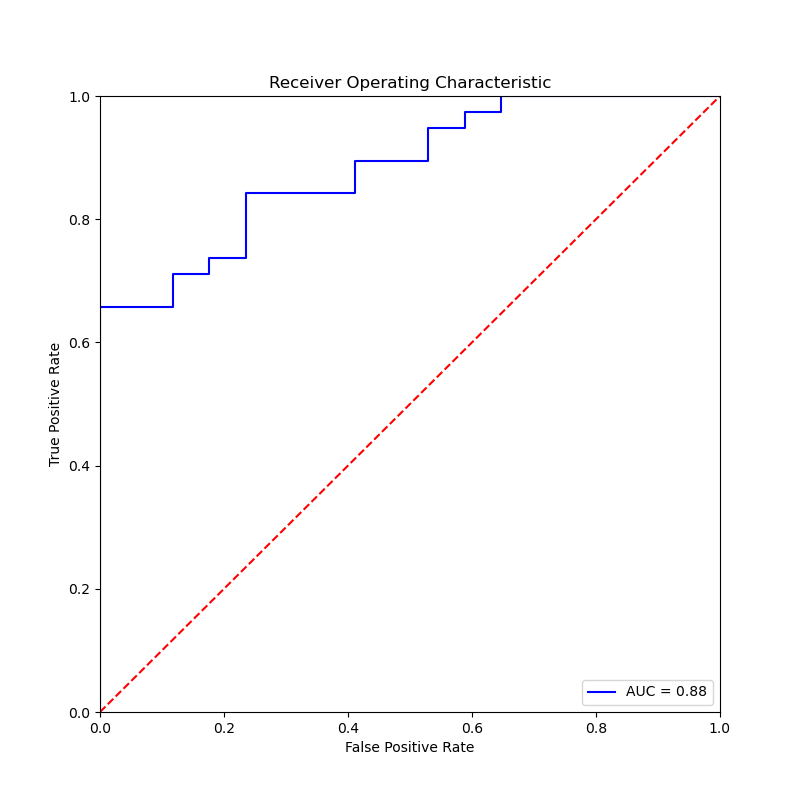 Receiver Operating Characteristic
1.0
0.8
0.6
0.4
0.2
0.0
True Positive Rate
0.0 0.2 0.4 0.6 0.8 1.0
False Positive Rate
AUC = 0.88